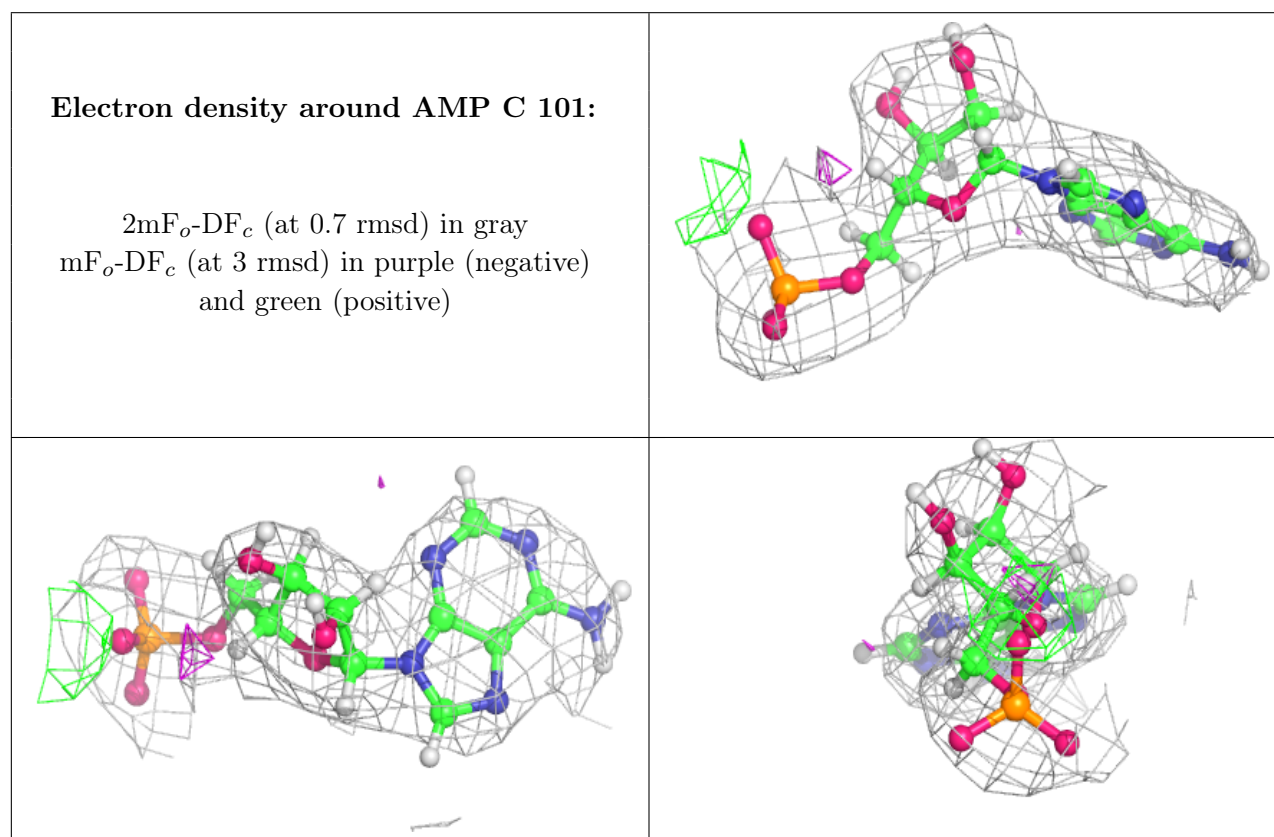 Electron density around AMP C 101:
2mFo-DFc (at 0.7 rmsd) in gray
mFo-DFc (at 3 rmsd) in purple (negative)
and green (positive)